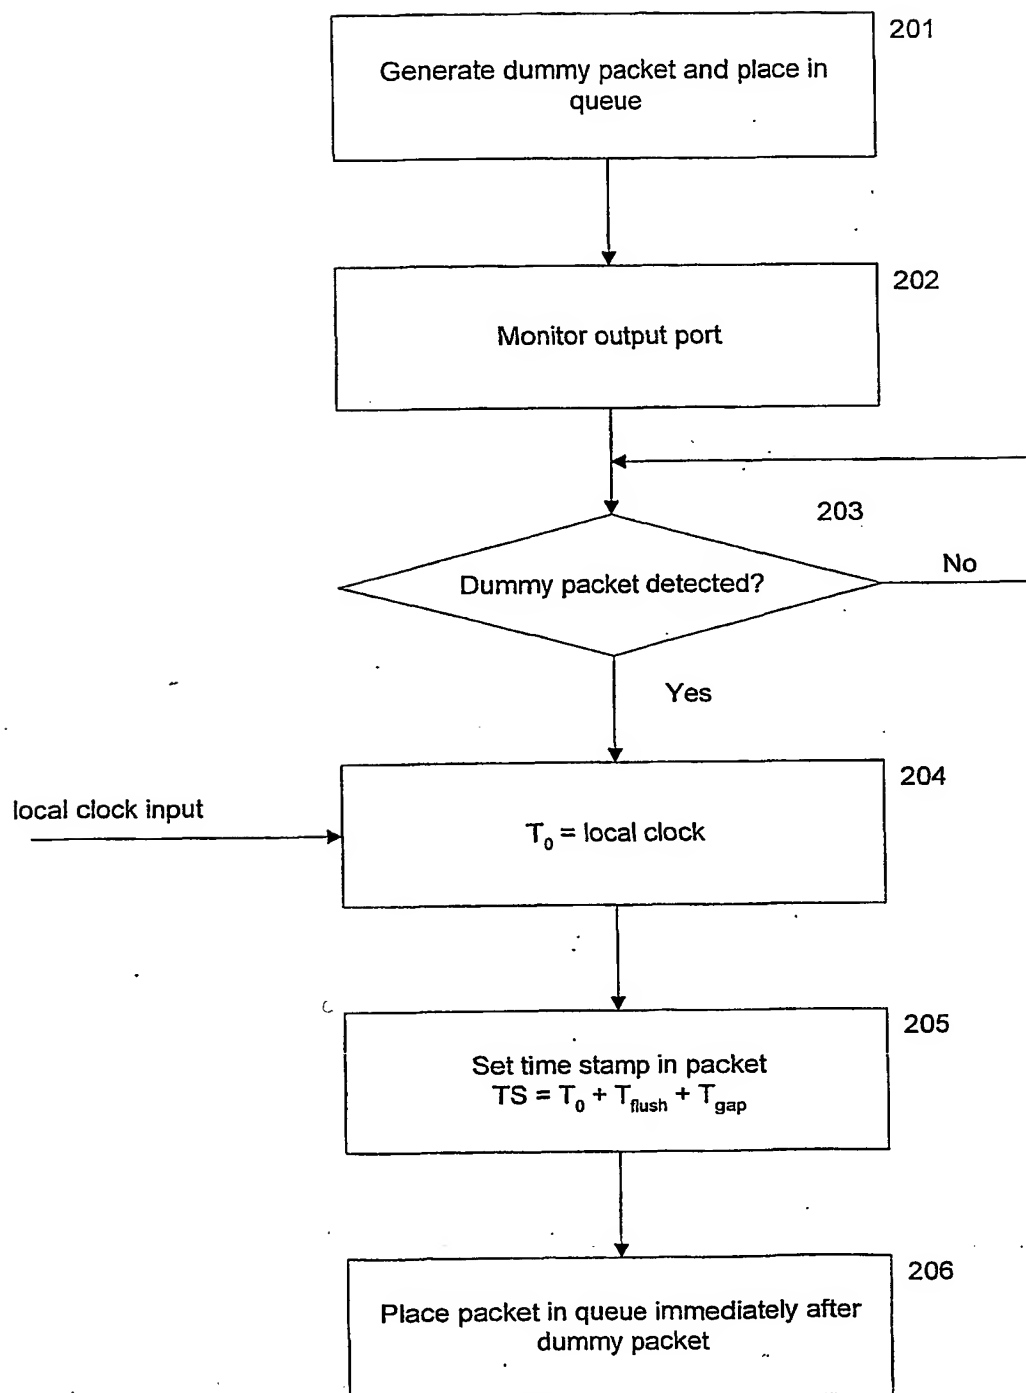 201
Generate dummy packet and place in
queue
202
Monitor output port
203
Dummy packet detected?
No
Yes
204
local clock input
T0 = local clock
205
Set time stamp in packet
TS = T0 + Tflush + Tgap
206
Place packet in queue immediately after
dummy packet